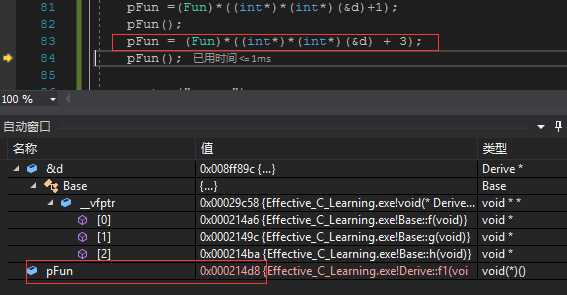 81 pFun =(Fun)*((int*)*(int*)(&d)+1);
82 pFun();
83 pFun = (Fun)*((int*)*(int*)(&d) + 3);
84 pFun(); 已用时间<=1ms
85
100 %
自动窗口
名称 值 类型
&d 0x008ff89c {...} Derive *
Base {...} Base
__vfptr 0x00029c58 {Effective_C_Learning.exe!void(* Derive... void * *
[0] 0x000214a6 {Effective_C_Learning.exe!Base::f(void)} void *
[1] 0x0002149c {Effective_C_Learning.exe!Base::g(void)} void *
[2] 0x000214ba {Effective_C_Learning.exe!Base::h(void)} void *
pFun 0x000214d8 {Effective_C_Learning.exe!Derive::f1(voi void(*)()